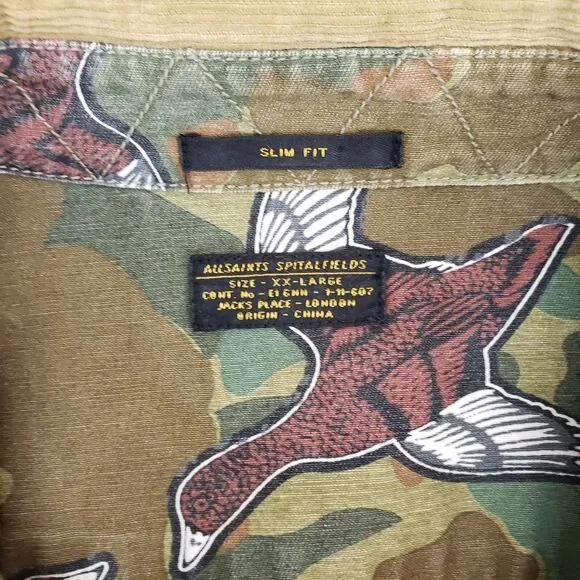 SLIM FIT
ALLSAINTS SPITALFIELDS
SIZE - XX-LARGE
CONT. No - E1 6NN - 7-11-607
JACKS PLACE - LONDON
ORIGIN - CHINA